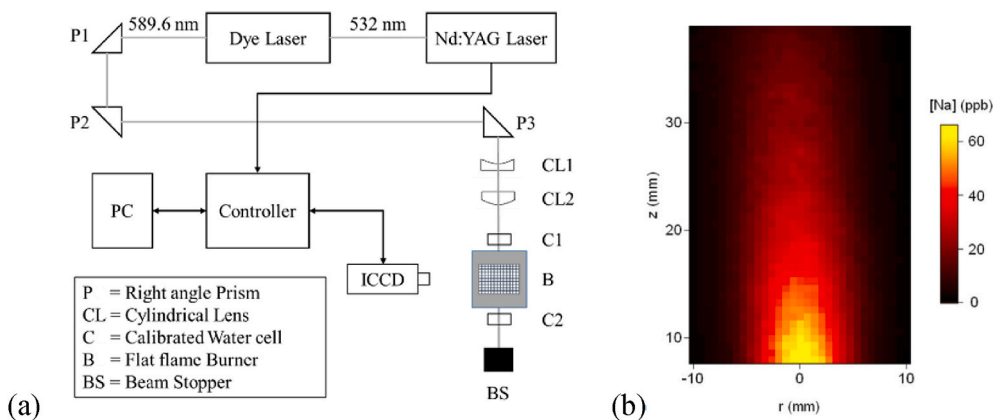 589.6 nm
532 nm
P1
Dye Laser
Nd:YAG Laser
P2
P3
CL1
CL2
PC
Controller
C1
ICCD
B
C2
BS
P = Right angle Prism
CL = Cylindrical Lens
C = Calibrated Water cell
B = Flat flame Burner
BS = Beam Stopper
(a)
[Na] (ppb)
60
40
20
0
z (mm)
30
20
10
-10
0
10
r (mm)
(b)